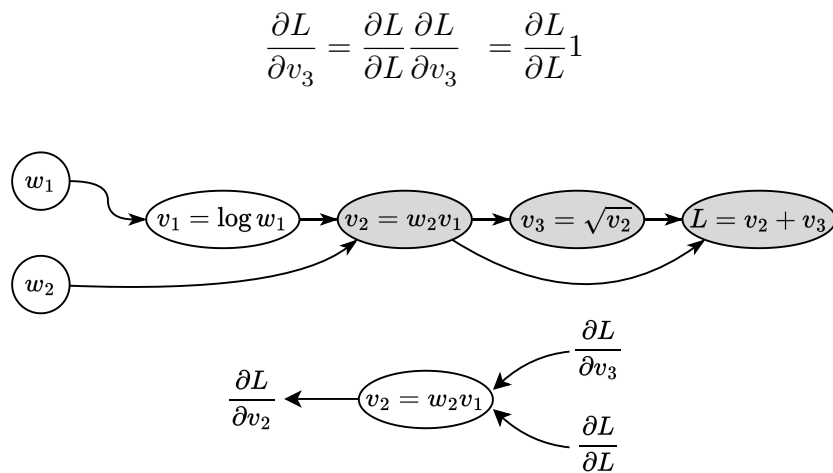 ∂L/∂v₃ = ∂L/∂L ∂L/∂v₃ = ∂L/∂L 1
w₁
v₁ = log w₁
v₂ = w₂v₁
v₃ = √v₂
L = v₂ + v₃
w₂
∂L/∂v₃
∂L/∂v₂
v₂ = w₂v₁
∂L/∂L